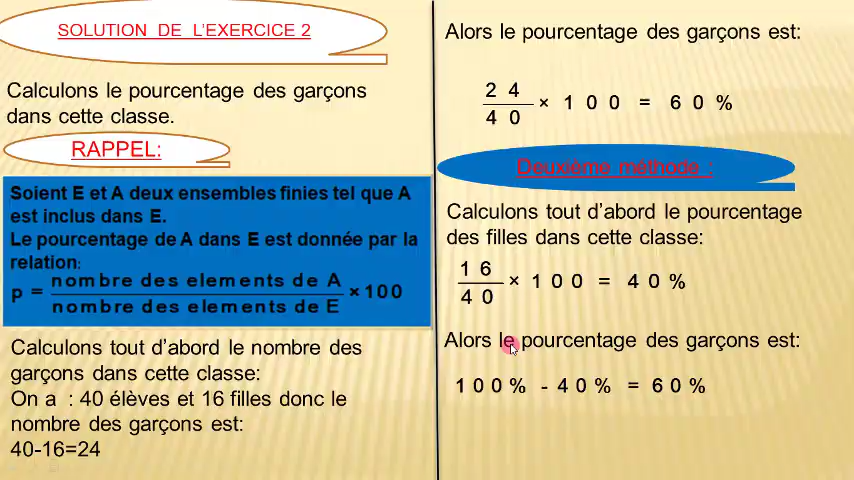 SOLUTION DE L'EXERCICE 2
Calculons le pourcentage des garçons
dans cette classe.
RAPPEL:
Soient E et A deux ensembles finies tel que A
est inclus dans E.
Le pourcentage de A dans E est donnée par la
relation:
p = nombre des elements de A / nombre des elements de E × 100
Calculons tout d'abord le nombre des
garçons dans cette classe:
On a : 40 élèves et 16 filles donc le
nombre des garçons est:
40-16=24
Alors le pourcentage des garçons est:
24/40 × 100 = 60%
Deuxième méthode :
Calculons tout d'abord le pourcentage
des filles dans cette classe:
16/40 × 100 = 40%
Alors le pourcentage des garçons est:
100% - 40% = 60%